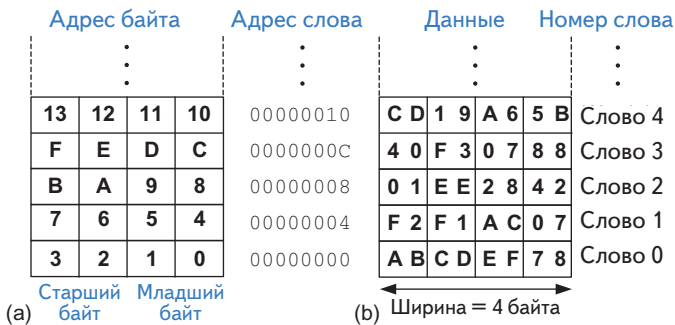 Адрес байта Адрес слова Данные Номер слова
13 12 11 10 00000010 C D 1 9 A 6 5 B Слово 4
F E D C 0000000C 4 0 F 3 0 7 8 8 Слово 3
B A 9 8 00000008 0 1 E E 2 8 4 2 Слово 2
7 6 5 4 00000004 F 2 F 1 A C 0 7 Слово 1
3 2 1 0 00000000 A B C D E F 7 8 Слово 0
Старший Младший
(a) байт байт (b) Ширина = 4 байта